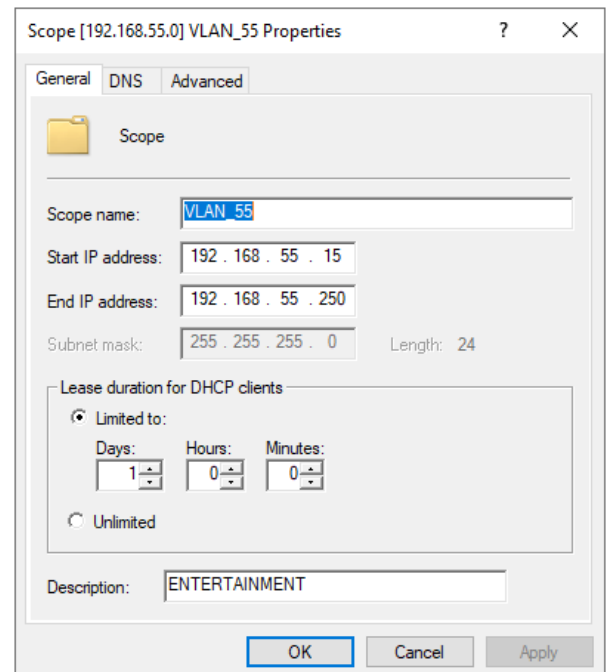 Scope [192.168.55.0] VLAN_55 Properties ?
General DNS Advanced
Scope
Scope name: VLAN_55
Start IP address: 192 . 168 . 55 . 15
End IP address: 192 . 168 . 55 . 250
Subnet mask: 255 . 255 . 255 . 0 Length: 24
Lease duration for DHCP clients
Limited to:
Days: Hours: Minutes:
1 0 0
Unlimited
Description: ENTERTAINMENT
OK Cancel Apply